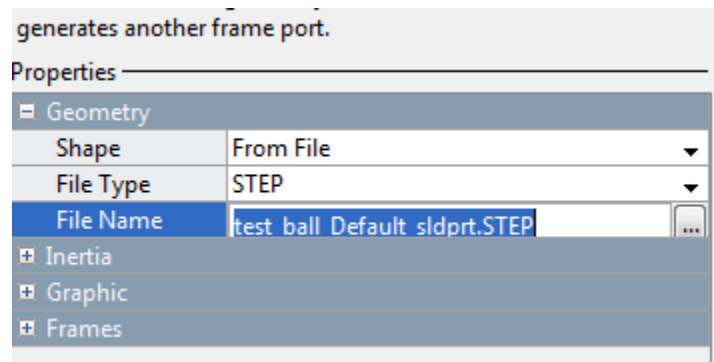 generates another frame port.
Properties
Geometry
Shape From File
File Type STEP
File Name test_ball_Default_sldprt.STEP ...
Inertia
Graphic
Frames